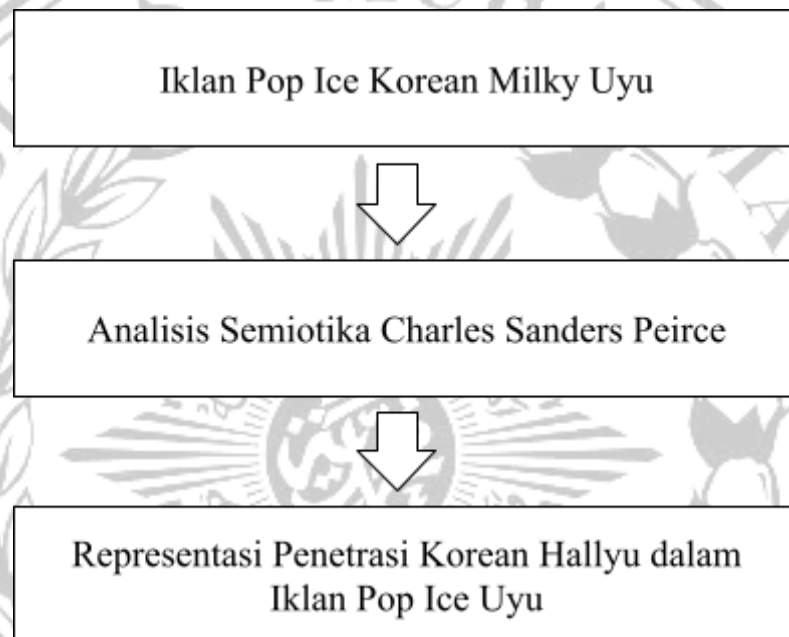 Iklan Pop Ice Korean Milky Uyu
Analisis Semiotika Charles Sanders Peirce
Representasi Penetrasi Korean Hallyu dalam
Iklan Pop Ice Uyu